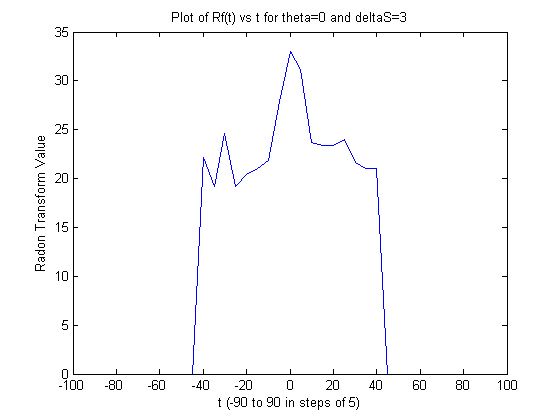 Plot of Rf(t) vs t for theta=0 and deltaS=3
35
30
25
20
15
10
5
0
Radon Transform Value
-100 -80 -60 -40 -20 0 20 40 60 80 100
t (-90 to 90 in steps of 5)